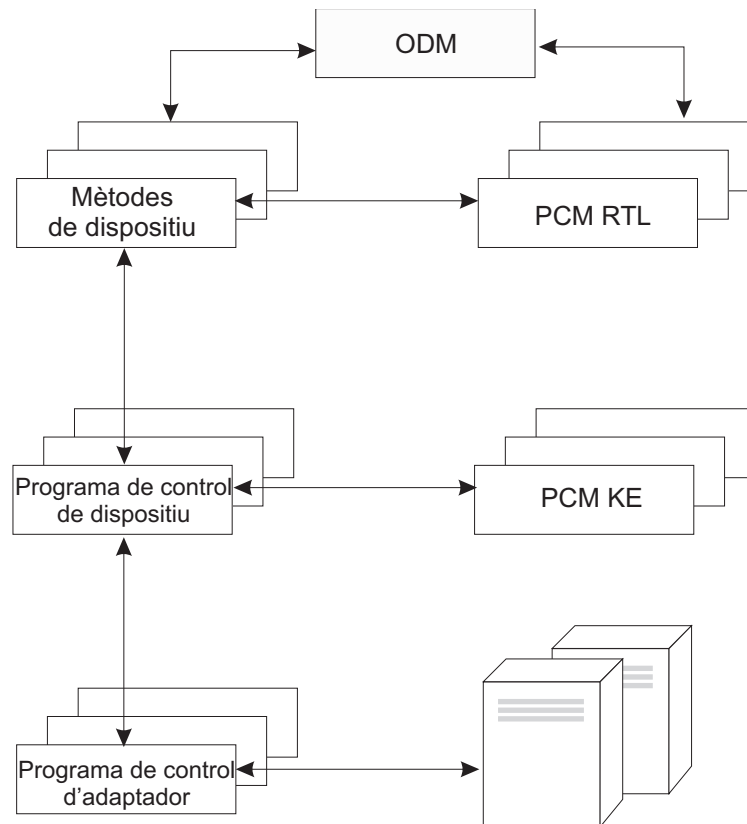 ODM
Mètodes
de dispositiu
PCM RTL
Programa de control
de dispositiu
PCM KE
Programa de control
d'adaptador